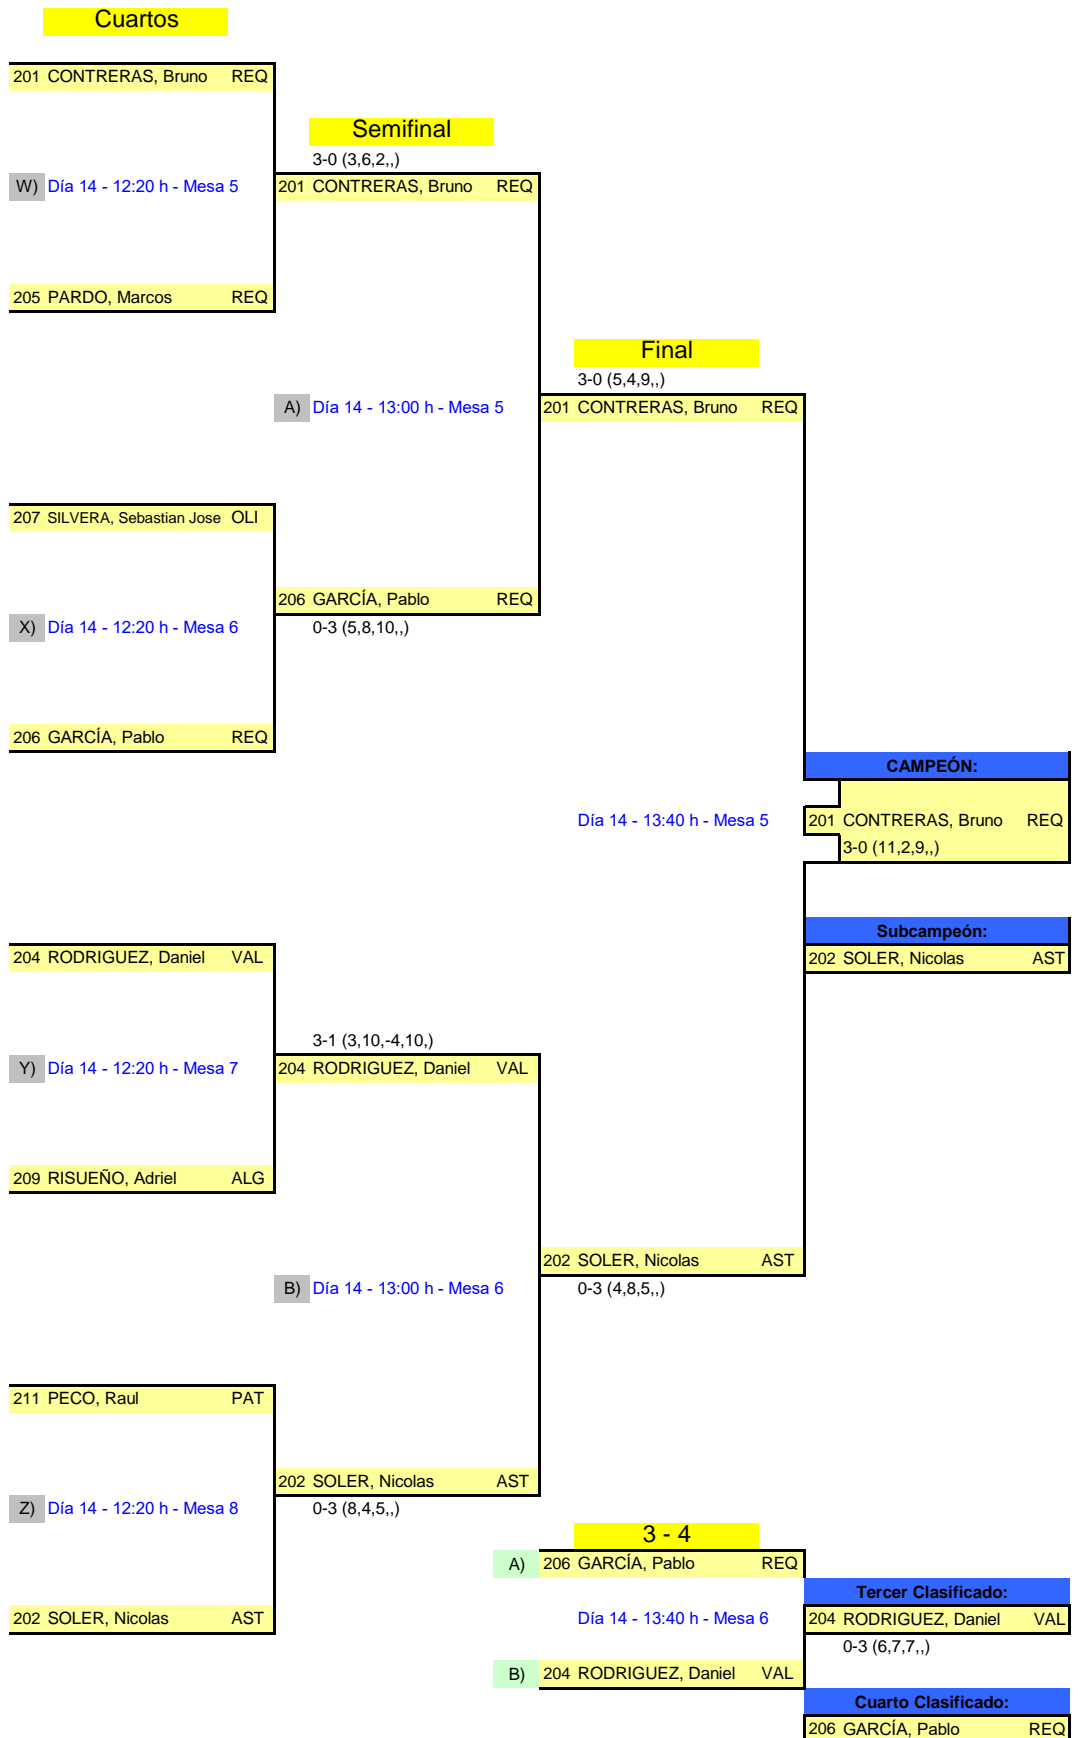 Cuartos
201 CONTRERAS, Bruno REQ
Semifinal
3-0 (3,6,2,,)
W) Día 14 - 12:20 h - Mesa 5
201 CONTRERAS, Bruno REQ
205 PARDO, Marcos REQ
Final
3-0 (5,4,9,,)
A) Día 14 - 13:00 h - Mesa 5
201 CONTRERAS, Bruno REQ
207 SILVERA, Sebastian Jose OLI
206 GARCÍA, Pablo REQ
X) Día 14 - 12:20 h - Mesa 6
0-3 (5,8,10,,)
206 GARCÍA, Pablo REQ
CAMPEÓN:
Día 14 - 13:40 h - Mesa 5
201 CONTRERAS, Bruno REQ
3-0 (11,2,9,,)
Subcampeón:
204 RODRIGUEZ, Daniel VAL
202 SOLER, Nicolas AST
3-1 (3,10,-4,10,)
Y) Día 14 - 12:20 h - Mesa 7
204 RODRIGUEZ, Daniel VAL
209 RISUEÑO, Adriel ALG
202 SOLER, Nicolas AST
B) Día 14 - 13:00 h - Mesa 6
0-3 (4,8,5,,)
211 PECO, Raul PAT
202 SOLER, Nicolas AST
Z) Día 14 - 12:20 h - Mesa 8
0-3 (8,4,5,,)
3 - 4
A) 206 GARCÍA, Pablo REQ
Tercer Clasificado:
202 SOLER, Nicolas AST
Día 14 - 13:40 h - Mesa 6
204 RODRIGUEZ, Daniel VAL
0-3 (6,7,7,,)
B) 204 RODRIGUEZ, Daniel VAL
Cuarto Clasificado:
206 GARCÍA, Pablo REQ